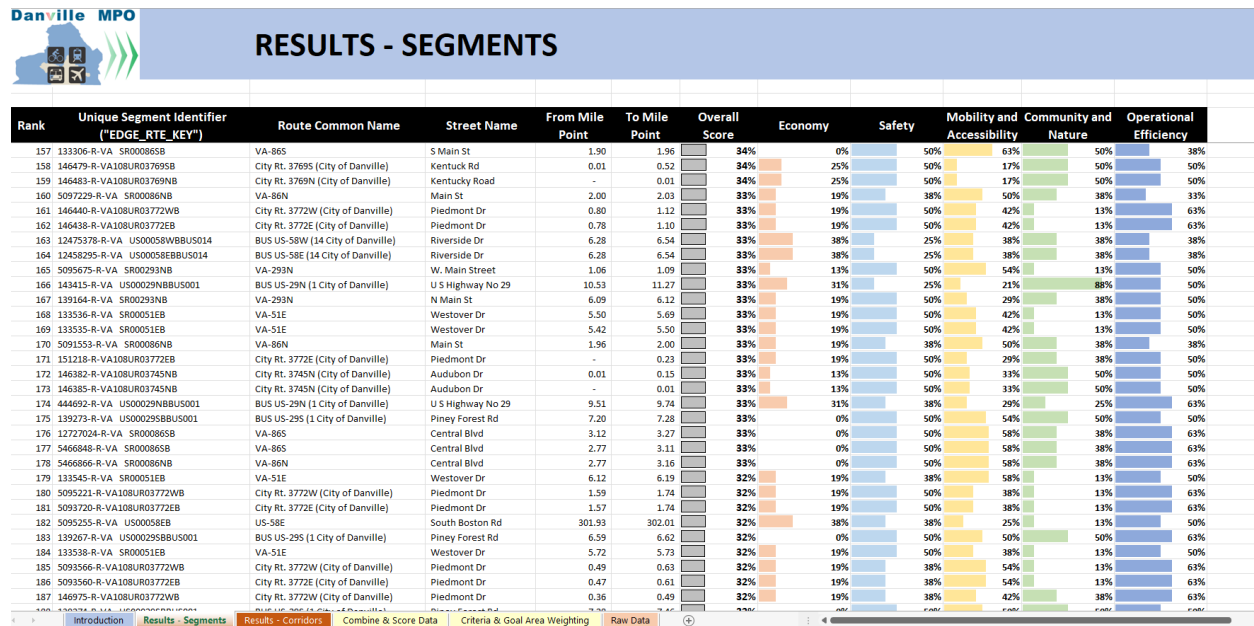 Danville MPO
RESULTS - SEGMENTS
Rank Unique Segment Identifier ("EDGE_RTE_KEY") Route Common Name Street Name From Mile Point To Mile Point Overall Score Economy Safety Mobility and Accessibility Community and Nature Operational Efficiency
157 133306-R-VA SR00086SB VA-86S S Main St 1.90 1.96 34% 0% 50% 63% 50% 38%
158 146479-R-VA108UR03769SB City Rt. 3769S (City of Danville) Kentuck Rd 0.01 0.52 34% 25% 50% 17% 50% 50%
159 146483-R-VA108UR03769NB City Rt. 3769N (City of Danville) Kentucky Road - 0.01 34% 25% 50% 17% 50% 50%
160 5097229-R-VA SR00086NB VA-86N Main St 2.00 2.03 33% 19% 38% 50% 38% 33%
161 146440-R-VA108UR03772WB City Rt. 3772W (City of Danville) Piedmont Dr 0.80 1.12 33% 19% 50% 42% 13% 63%
162 146438-R-VA108UR03772EB City Rt. 3772E (City of Danville) Piedmont Dr 0.78 1.10 33% 19% 50% 42% 13% 63%
163 12475378-R-VA US00058WBBUS014 BUS US-58W (14 City of Danville) Riverside Dr 6.28 6.54 33% 38% 25% 38% 38% 38%
164 12458295-R-VA US00058EBBUS014 BUS US-58E (14 City of Danville) Riverside Dr 6.28 6.54 33% 38% 25% 38% 38% 38%
165 5095675-R-VA SR00293NB VA-293N W. Main Street 1.06 1.09 33% 13% 50% 54% 13% 50%
166 143415-R-VA US00029NBBUS001 BUS US-29N (1 City of Danville) U S Highway No 29 10.53 11.27 33% 31% 25% 21% 88% 50%
167 139164-R-VA SR00293NB VA-293N N Main St 6.09 6.12 33% 19% 50% 29% 38% 50%
168 133536-R-VA SR00051EB VA-51E Westover Dr 5.50 5.69 33% 19% 50% 42% 13% 50%
169 133535-R-VA SR00051EB VA-51E Westover Dr 5.42 5.50 33% 19% 50% 42% 13% 50%
170 5091553-R-VA SR00086NB VA-86N Main St 1.96 2.00 33% 19% 38% 50% 38% 38%
171 151218-R-VA108UR03772EB City Rt. 3772E (City of Danville) Piedmont Dr - 0.23 33% 19% 50% 29% 38% 50%
172 146382-R-VA108UR03745NB City Rt. 3745N (City of Danville) Audubon Dr 0.01 0.15 33% 13% 50% 33% 50% 50%
173 146385-R-VA108UR03745NB City Rt. 3745N (City of Danville) Audubon Dr - 0.01 33% 13% 50% 33% 50% 50%
174 444692-R-VA US00029NBBUS001 BUS US-29N (1 City of Danville) U S Highway No 29 9.51 9.74 33% 31% 38% 29% 25% 63%
175 139273-R-VA US00029SBBUS001 BUS US-29S (1 City of Danville) Piney Forest Rd 7.20 7.28 33% 0% 50% 54% 50% 50%
176 12727024-R-VA SR00086SB VA-86S Central Blvd 3.12 3.27 33% 0% 50% 58% 38% 63%
177 5466848-R-VA SR00086SB VA-86S Central Blvd 2.77 3.11 33% 0% 50% 58% 38% 63%
178 5466866-R-VA SR00086NB VA-86N Central Blvd 2.77 3.16 33% 0% 50% 58% 38% 63%
179 133545-R-VA SR00051EB VA-51E Westover Dr 6.12 6.19 32% 19% 38% 58% 13% 50%
180 5095221-R-VA108UR03772WB City Rt. 3772W (City of Danville) Piedmont Dr 1.59 1.74 32% 19% 50% 38% 13% 63%
181 5093720-R-VA108UR03772EB City Rt. 3772E (City of Danville) Piedmont Dr 1.57 1.74 32% 19% 50% 38% 13% 63%
182 5095255-R-VA US00058EB US-58E South Boston Rd 301.93 302.01 32% 38% 38% 25% 13% 50%
183 139267-R-VA US00029SBBUS001 BUS US-29S (1 City of Danville) Piney Forest Rd 6.59 6.62 32% 0% 50% 50% 50% 63%
184 133538-R-VA SR00051EB VA-51E Westover Dr 5.72 5.73 32% 19% 50% 38% 13% 50%
185 5093566-R-VA108UR03772WB City Rt. 3772W (City of Danville) Piedmont Dr 0.49 0.63 32% 19% 38% 54% 13% 63%
186 5093560-R-VA108UR03772EB City Rt. 3772E (City of Danville) Piedmont Dr 0.47 0.61 32% 19% 38% 54% 13% 63%
187 146975-R-VA108UR03772WB City Rt. 3772W (City of Danville) Piedmont Dr 0.36 0.49 32% 19% 38% 42% 38% 63%
Introduction Results - Segments Results - Corridors Combine & Score Data Criteria & Goal Area Weighting Raw Data